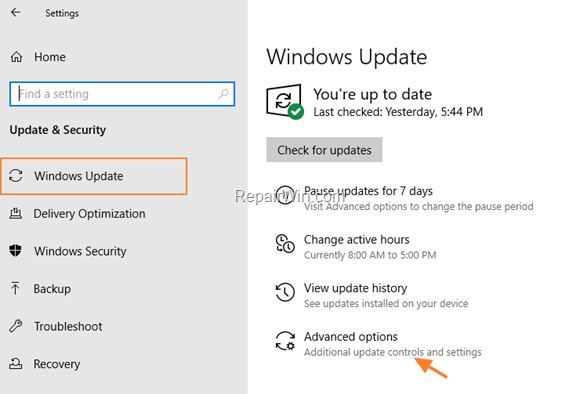 Settings
Home
Find a setting
Update & Security
Windows Update
Delivery Optimization
Windows Security
Backup
Troubleshoot
Recovery
Windows Update
You're up to date
Last checked: Yesterday, 5:44 PM
Check for updates
Pause updates for 7 days
RepairWin.com
Visit Advanced options to change the pause period
Change active hours
Currently 8:00 AM to 5:00 PM
View update history
See updates installed on your device
Advanced options
Additional update controls and settings